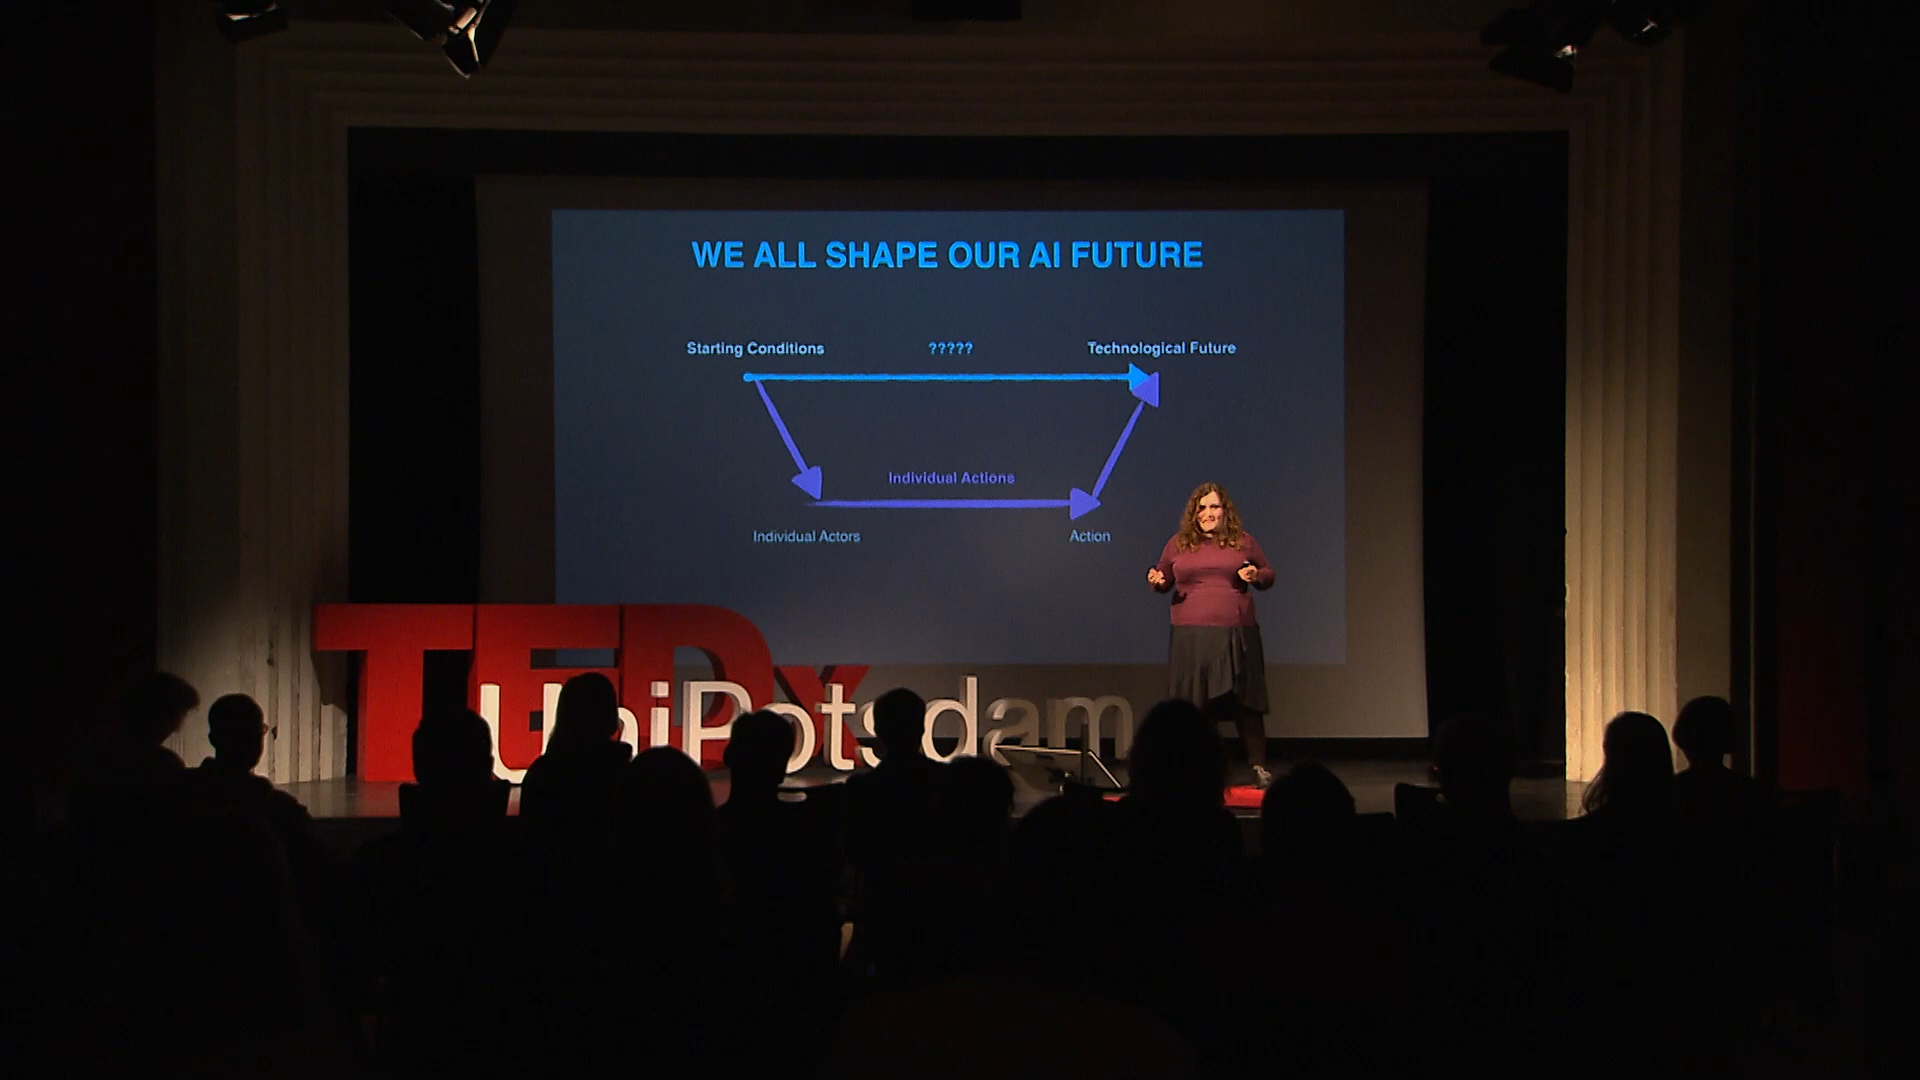 WE ALL SHAPE OUR AI FUTURE
Starting Conditions
?????
Technological Future
Individual Actions
Individual Actors
Action
TEDx
UniPotsdam